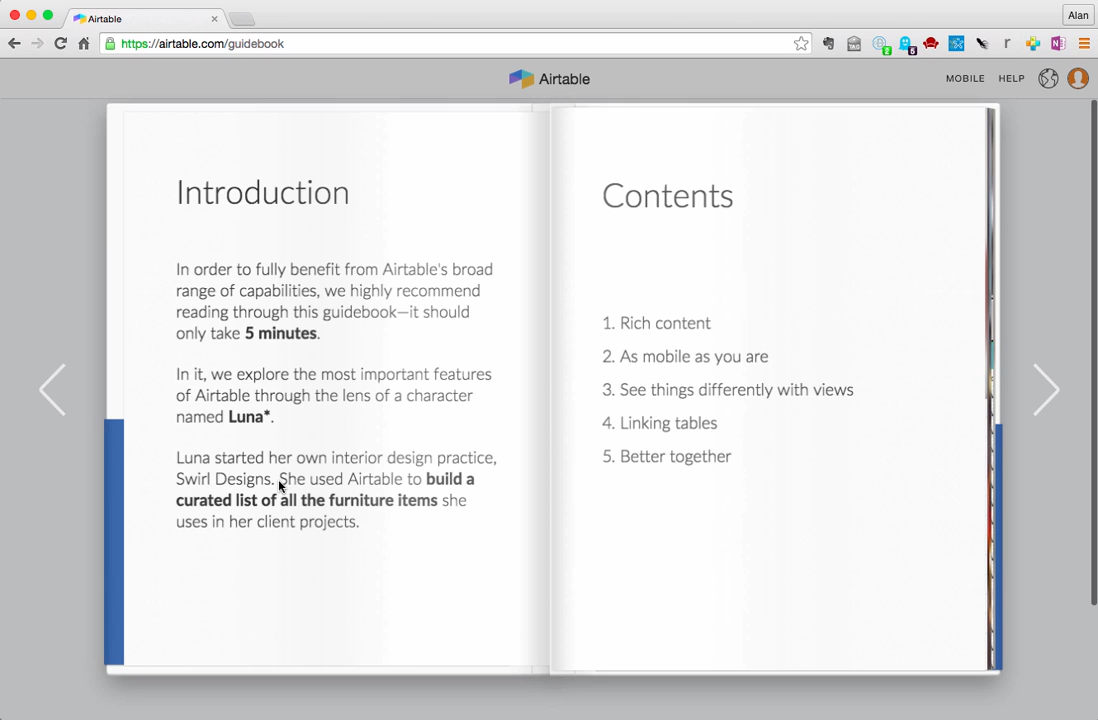 Airtable
Alan
https://airtable.com/guidebook
TAG
2
5
r
Airtable
MOBILE
HELP
Introduction
In order to fully benefit from Airtable's broad
range of capabilities, we highly recommend
reading through this guidebook—it should
only take 5 minutes.
In it, we explore the most important features
of Airtable through the lens of a character
named Luna*.
Luna started her own interior design practice,
Swirl Designs. She used Airtable to build a
curated list of all the furniture items she
uses in her client projects.
Contents
1. Rich content
2. As mobile as you are
3. See things differently with views
4. Linking tables
5. Better together